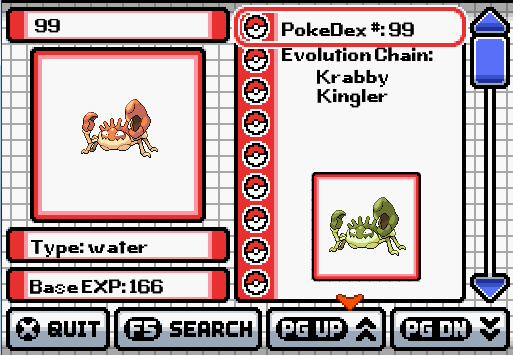 99
PokeDex #: 99
Evolution Chain:
Krabby
Kingler
Type: water
Base EXP: 166
X QUIT
F5 SEARCH
PG UP
PG DN